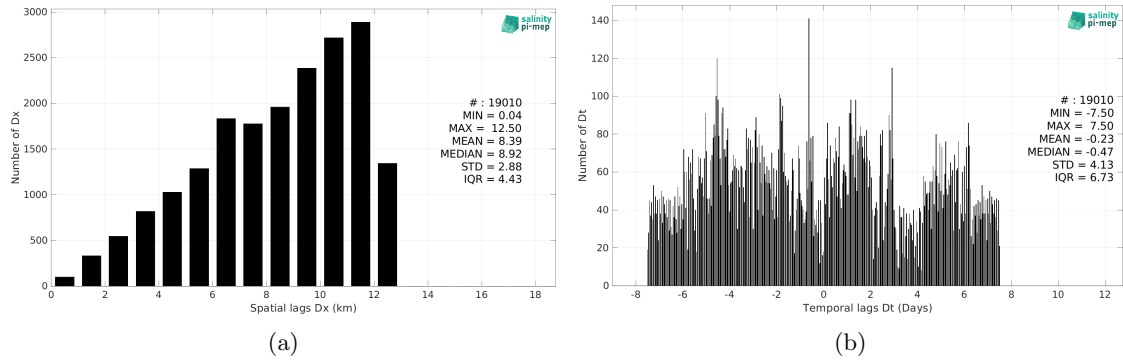 3000
2500
2000
1500
1000
500
0
Number of Dx
0 2 4 6 8 10 12 14 16 18
Spatial lags Dx (km)
salinity
pi-mep
# : 19010
MIN = 0.04
MAX = 12.50
MEAN = 8.39
MEDIAN = 8.92
STD = 2.88
IQR = 4.43
(a)
140
120
100
80
60
40
20
0
Number of Dt
-8 -6 -4 -2 0 2 4 6 8 10 12
Temporal lags Dt (Days)
salinity
pi-mep
# : 19010
MIN = -7.50
MAX = 7.50
MEAN = -0.23
MEDIAN = -0.47
STD = 4.13
IQR = 6.73
(b)